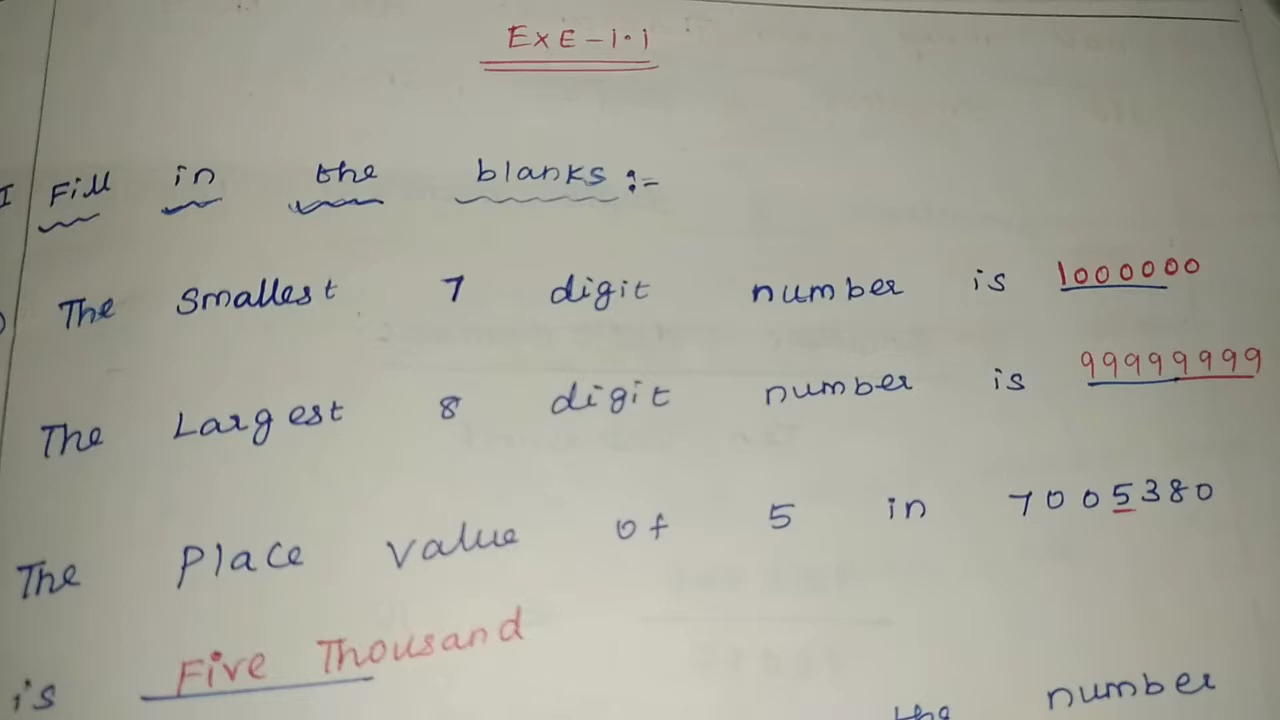 ExE-1.1
I Fill in the blanks :-
The Smallest 7 digit number is 1000000
The Largest 8 digit number is 99999999
The Place value of 5 in 7005380
is Five Thousand
the number